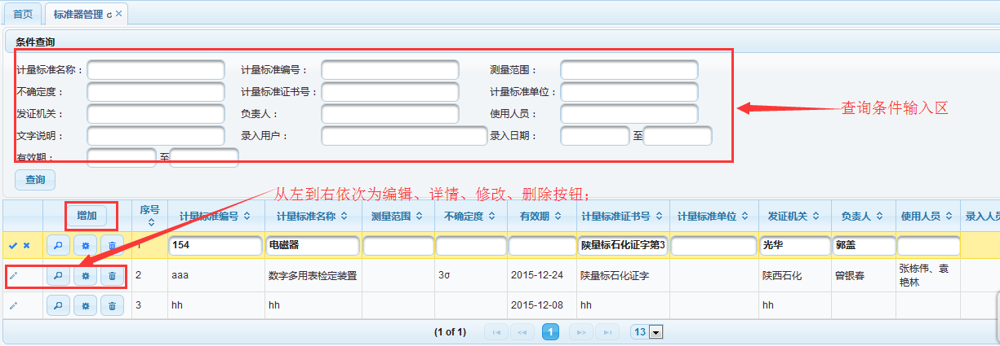 首页 标准器管理
条件查询
计量标准名称： 计量标准编号： 测量范围：
不确定度： 计量标准证书号： 计量标准单位：
发证机关： 负责人： 使用人员：
查询条件输入区
文字说明： 录入用户： 录入日期： 至
有效期： 至
查询
从左到右依次为编辑、详情、修改、删除按钮；
增加 序号 计量标准编号 计量标准名称 测量范围 不确定度 有效期 计量标准证书号 计量标准单位 发证机关 负责人 使用人员 录入人员
1 154 电磁器 陕量标石化证字第3 光华 郭盖
2 aaa 数字多用表检定装置 3σ 2015-12-24 陕量标石化证字 陕西石化 曾银春 张栋伟、袁
艳林
3 hh hh 2015-12-08 hh hh
(1 of 1) 1 13